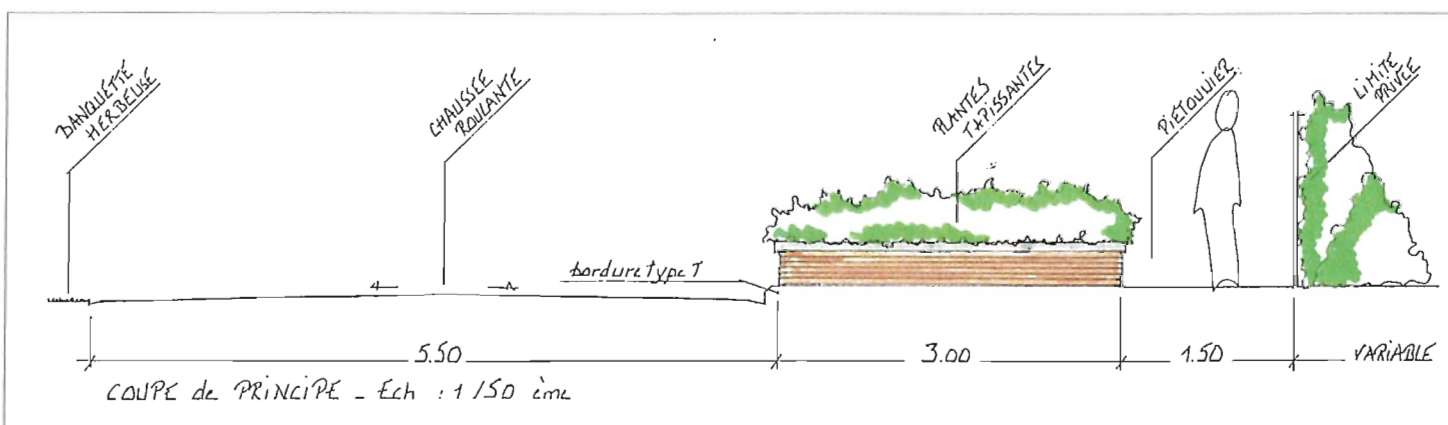 BANQUETTE
HERBEUSE
CHAUSSEE
ROULANTE
PLANTES
TAPISSANTES
PIETONNIER
LIMITE
PRIVEE
bordure type T
5.50
3.00
1.50
VARIABLE
COUPE de PRINCIPE - Ech : 1/50 ème